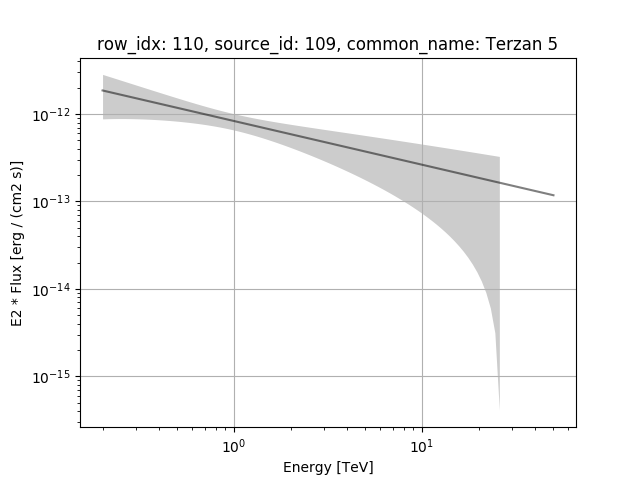 row_idx: 110, source_id: 109, common_name: Terzan 5
E2 * Flux [erg / (cm2 s)]
10⁻¹²
10⁻¹³
10⁻¹⁴
10⁻¹⁵
10⁰ 10¹
Energy [TeV]